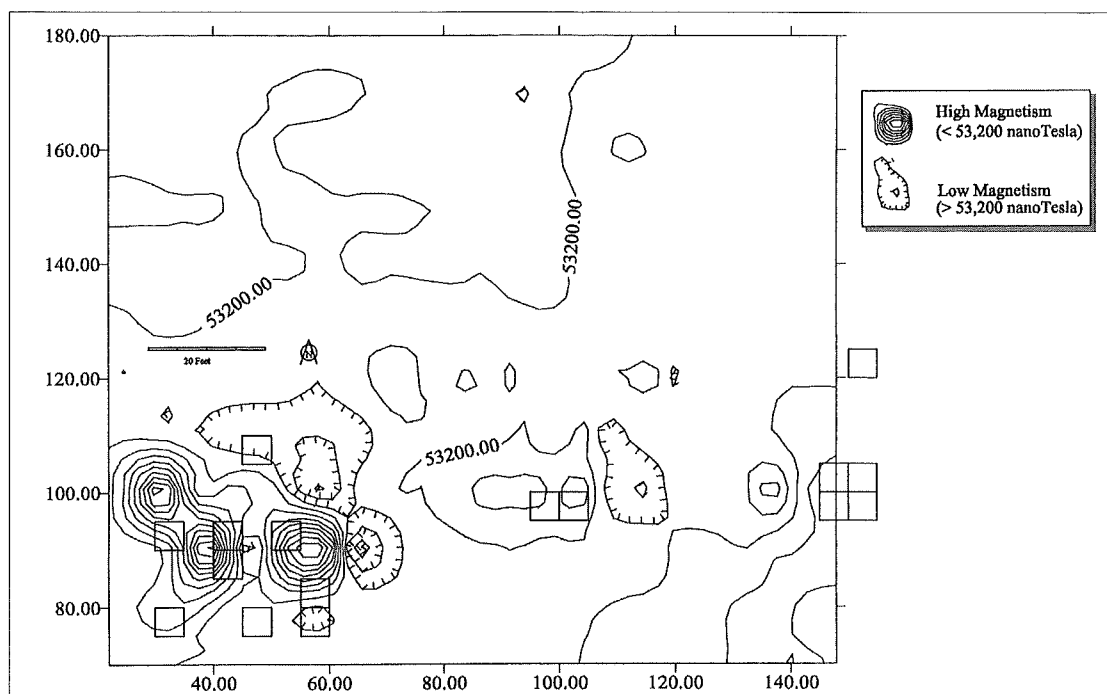 180.00
160.00
140.00
120.00
100.00
80.00
40.00
60.00
80.00
100.00
120.00
140.00
53200.00
53200.00
53200.00
20 Feet
N
High Magnetism
(< 53,200 nanoTesla)
Low Magnetism
(> 53,200 nanoTesla)